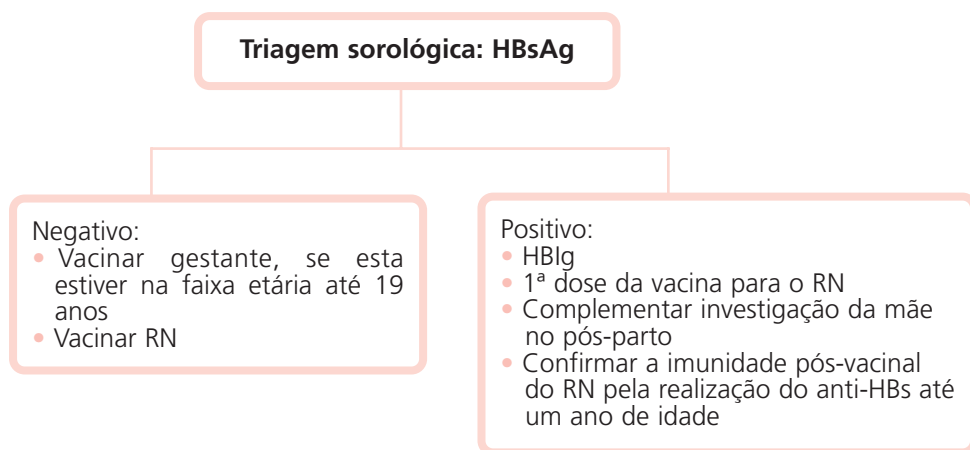 Triagem sorológica: HBsAg
Negativo:
• Vacinar gestante, se esta
estiver na faixa etária até 19
anos
• Vacinar RN
Positivo:
• HBIg
• 1ª dose da vacina para o RN
• Complementar investigação da mãe
no pós-parto
• Confirmar a imunidade pós-vacinal
do RN pela realização do anti-HBs até
um ano de idade